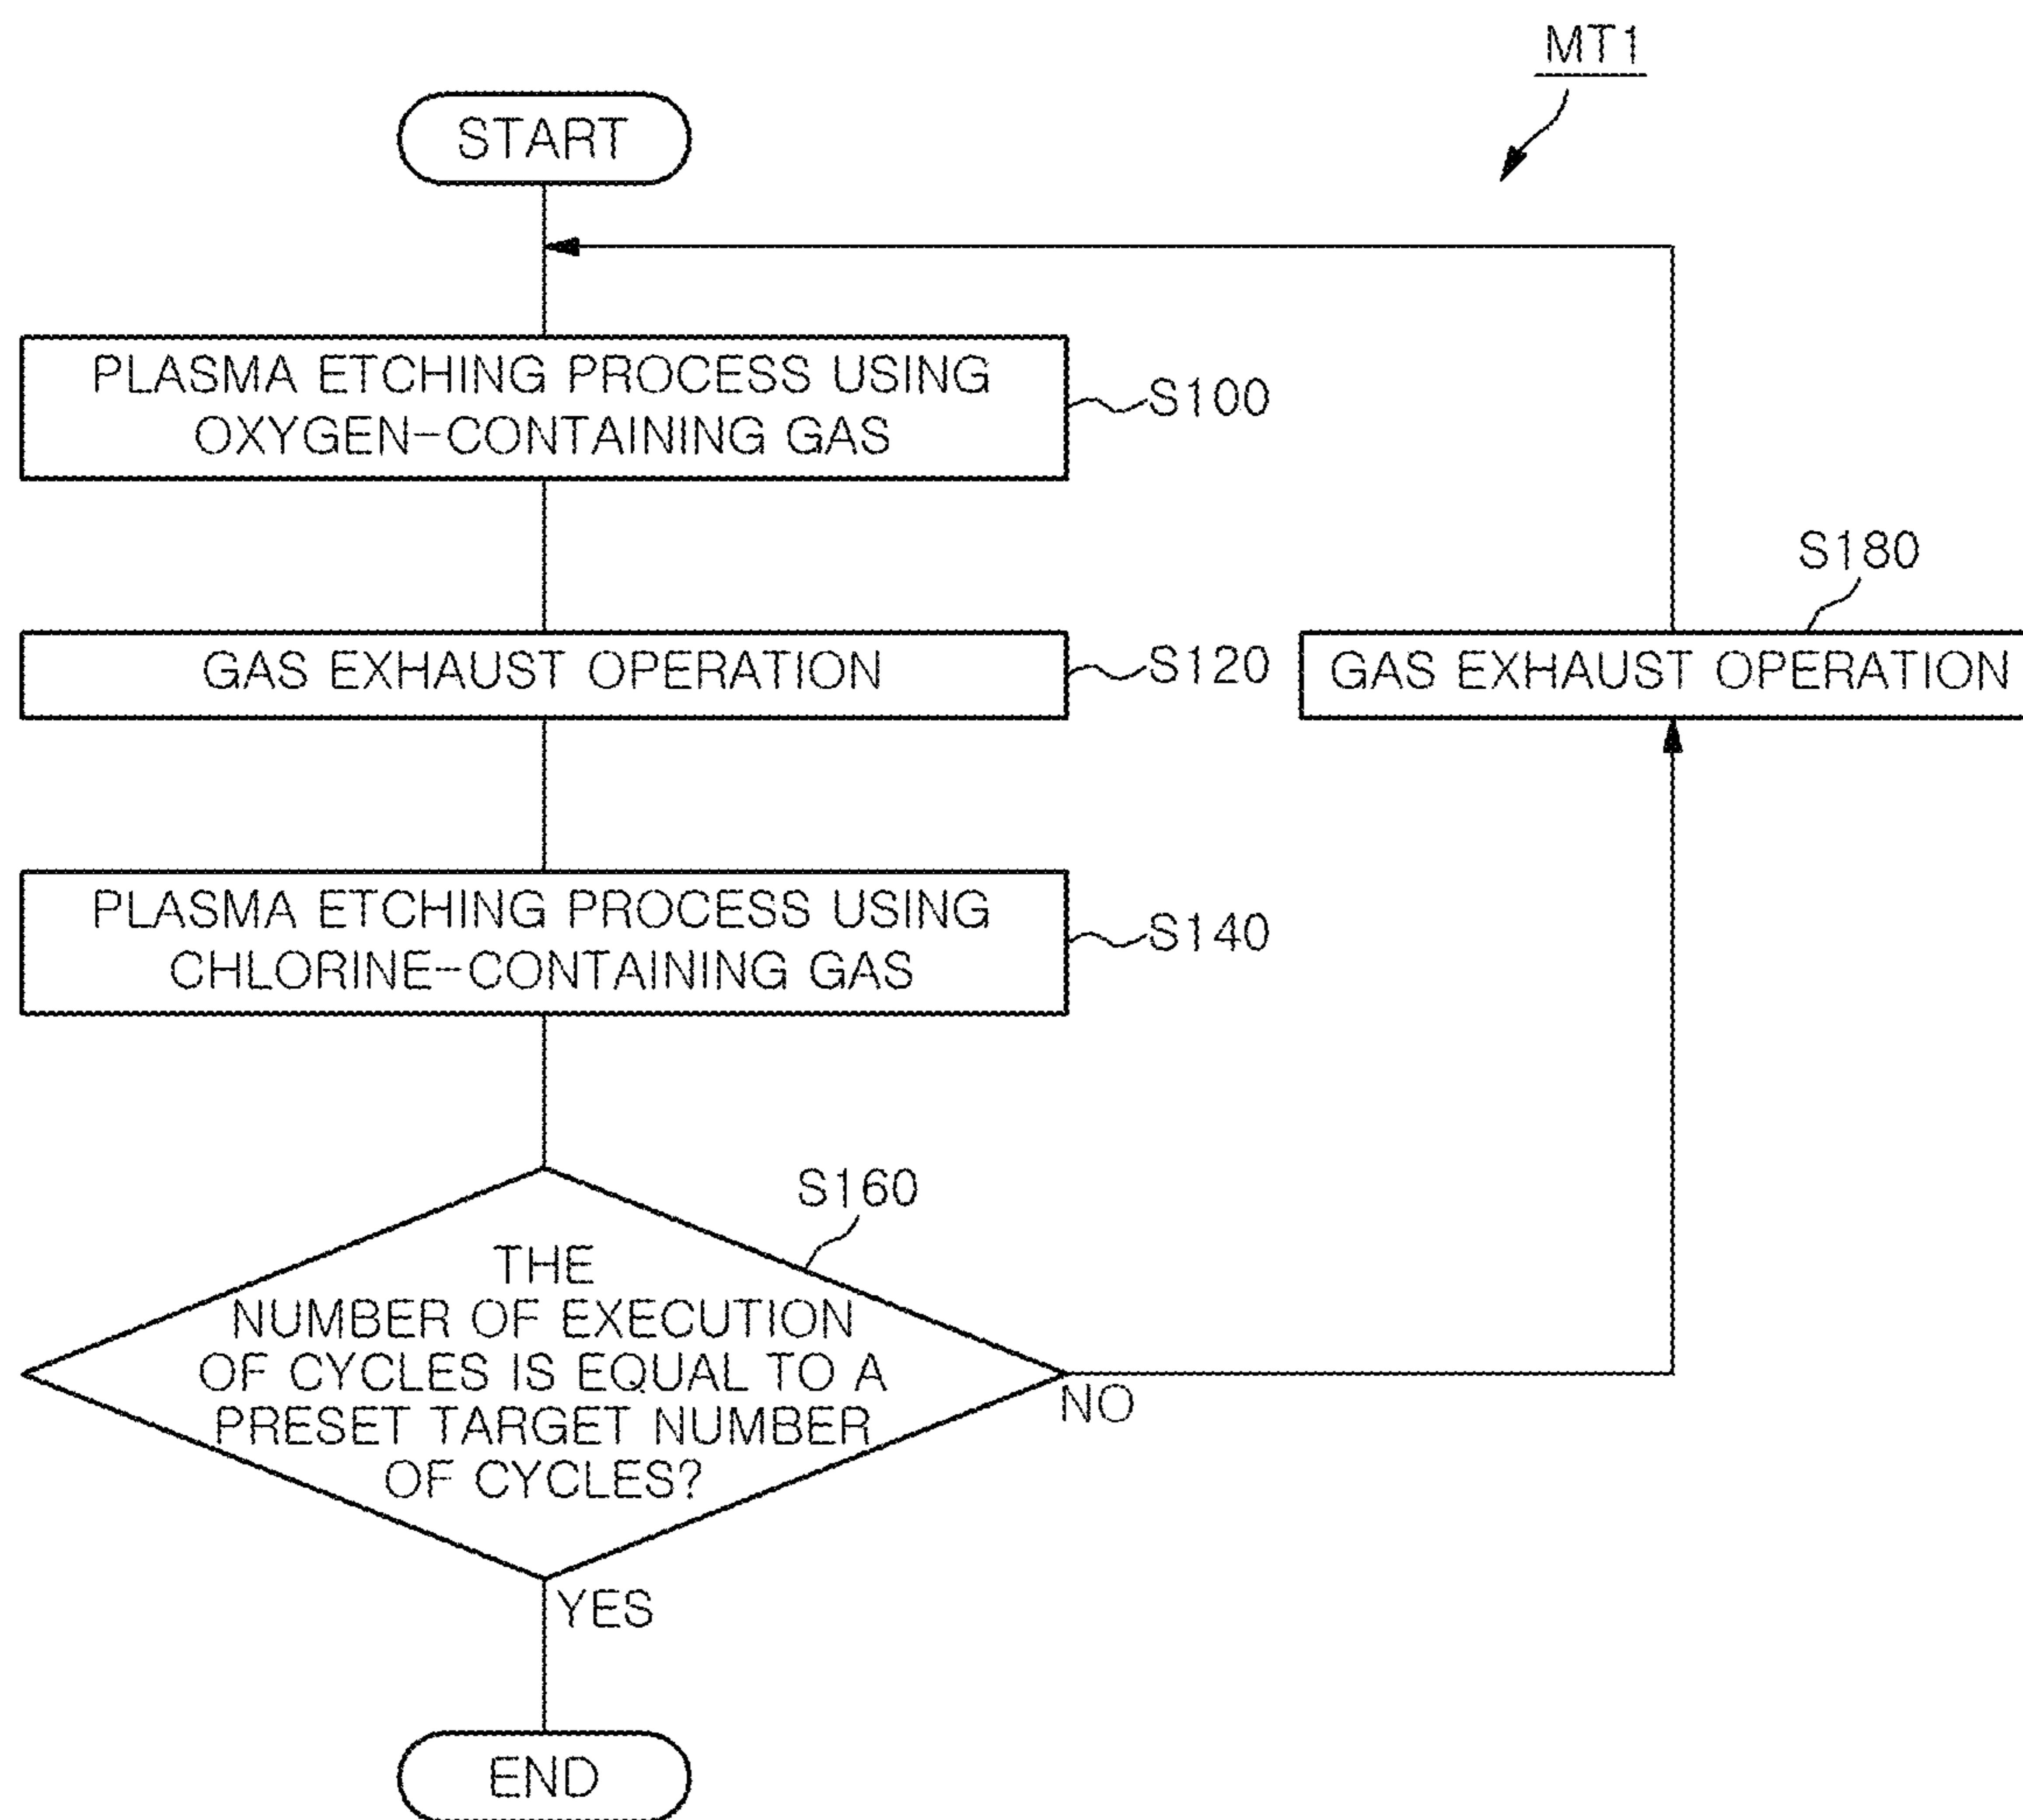 MT1
START
PLASMA ETCHING PROCESS USING
OXYGEN-CONTAINING GAS
S100
S180
GAS EXHAUST OPERATION
S120
GAS EXHAUST OPERATION
PLASMA ETCHING PROCESS USING
CHLORINE-CONTAINING GAS
S140
S160
THE
NUMBER OF EXECUTION
OF CYCLES IS EQUAL TO A
PRESET TARGET NUMBER
OF CYCLES?
NO
YES
END